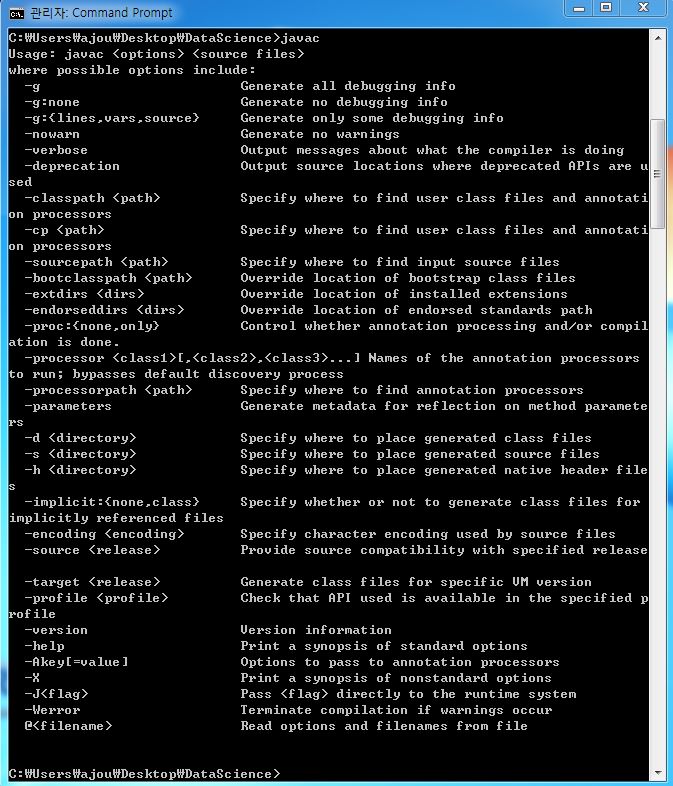 관리자: Command Prompt
C:\Users\ajou\Desktop\DataScience>javac
Usage: javac <options> <source files>
where possible options include:
  -g                         Generate all debugging info
  -g:none                    Generate no debugging info
  -g:{lines,vars,source}     Generate only some debugging info
  -nowarn                    Generate no warnings
  -verbose                   Output messages about what the compiler is doing
  -deprecation               Output source locations where deprecated APIs are u
sed
  -classpath <path>          Specify where to find user class files and annotati
on processors
  -cp <path>                 Specify where to find user class files and annotati
on processors
  -sourcepath <path>         Specify where to find input source files
  -bootclasspath <path>      Override location of bootstrap class files
  -extdirs <dirs>            Override location of installed extensions
  -endorseddirs <dirs>       Override location of endorsed standards path
  -proc:{none,only}          Control whether annotation processing and/or compil
ation is done.
  -processor <class1>[,<class2>,<class3>...] Names of the annotation processors
to run; bypasses default discovery process
  -processorpath <path>      Specify where to find annotation processors
  -parameters                Generate metadata for reflection on method paramete
rs
  -d <directory>             Specify where to place generated class files
  -s <directory>             Specify where to place generated source files
  -h <directory>             Specify where to place generated native header file
s
  -implicit:{none,class}     Specify whether or not to generate class files for
implicitly referenced files
  -encoding <encoding>       Specify character encoding used by source files
  -source <release>          Provide source compatibility with specified release
  -target <release>          Generate class files for specific VM version
  -profile <profile>         Check that API used is available in the specified p
rofile
  -version                   Version information
  -help                      Print a synopsis of standard options
  -Akey[=value]              Options to pass to annotation processors
  -X                         Print a synopsis of nonstandard options
  -J<flag>                   Pass <flag> directly to the runtime system
  -Werror                    Terminate compilation if warnings occur
  @<filename>                Read options and filenames from file
C:₩Users₩ajou₩Desktop₩DataScience>